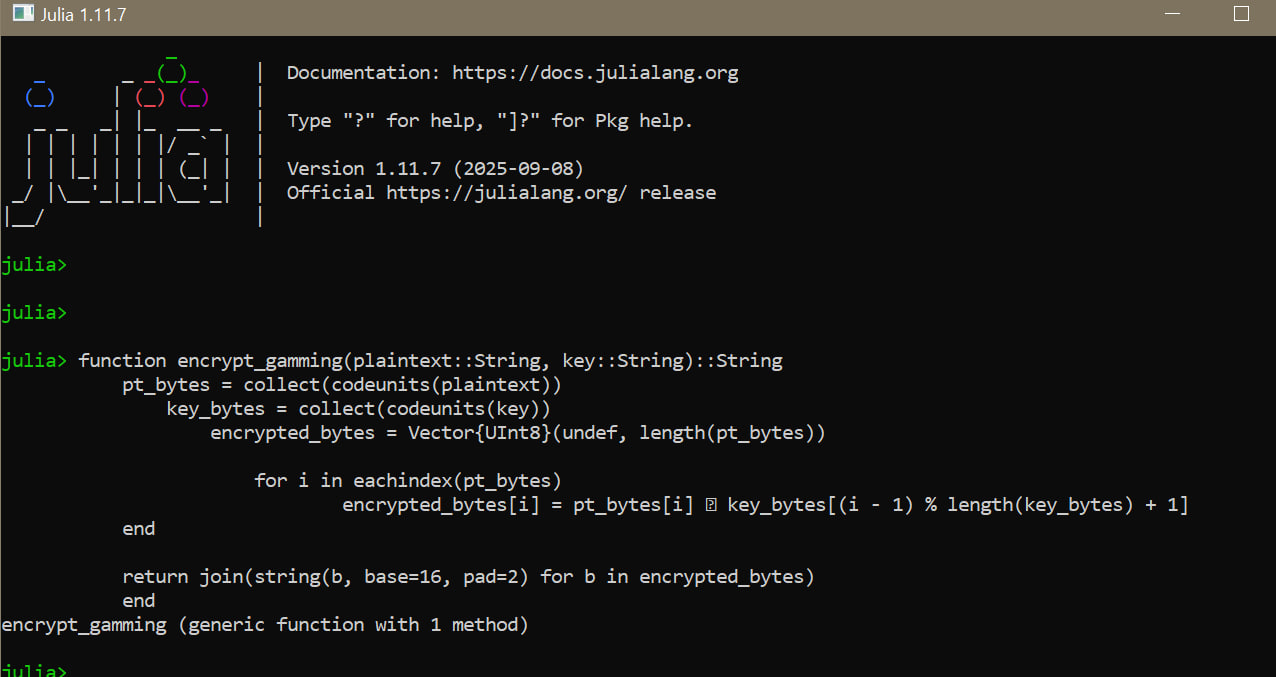 Julia 1.11.7
Documentation: https://docs.julialang.org
Type "?" for help, "]?" for Pkg help.
Version 1.11.7 (2025-09-08)
Official https://julialang.org/ release
julia>
julia>
julia> function encrypt_gamming(plaintext::String, key::String)::String
pt_bytes = collect(codeunits(plaintext))
key_bytes = collect(codeunits(key))
encrypted_bytes = Vector{UInt8}(undef, length(pt_bytes))
for i in eachindex(pt_bytes)
encrypted_bytes[i] = pt_bytes[i] ⍰ key_bytes[(i - 1) % length(key_bytes) + 1]
end
return join(string(b, base=16, pad=2) for b in encrypted_bytes)
end
encrypt_gamming (generic function with 1 method)
julia>